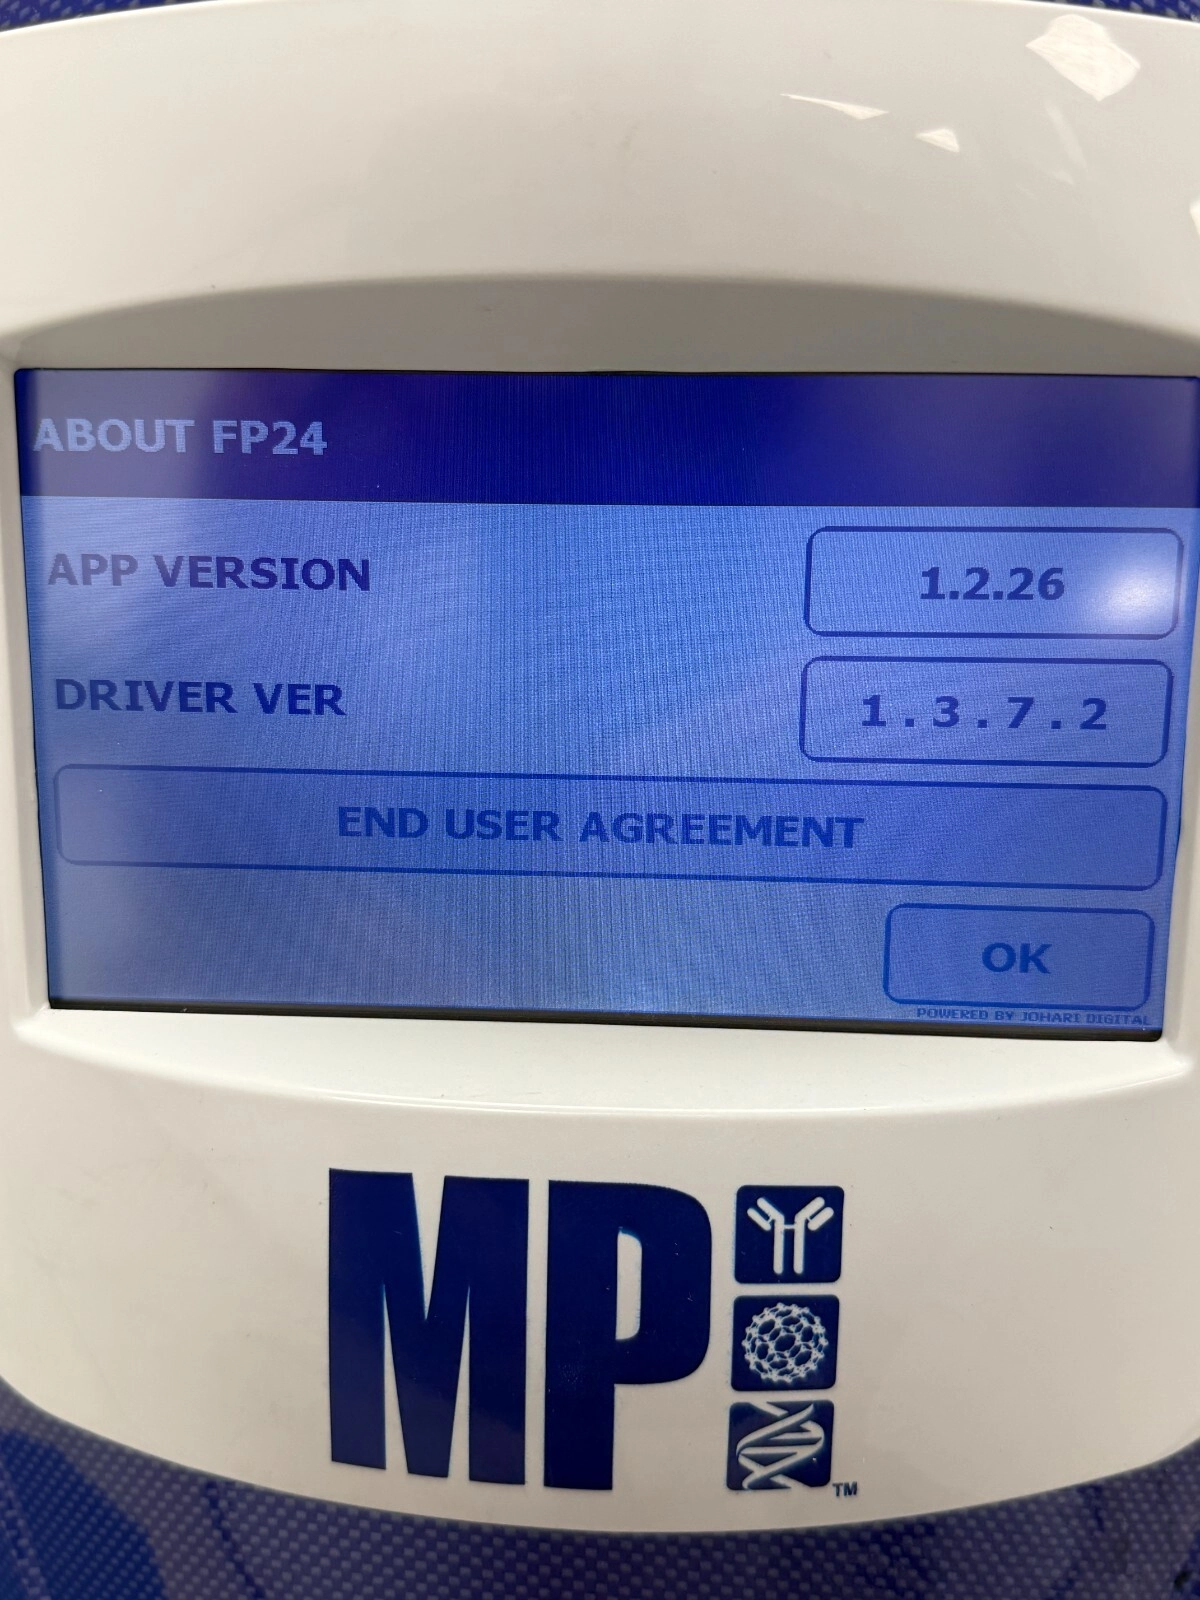 ABOUT FP24
APP VERSION 1.2.26
DRIVER VER 1 . 3 . 7 . 2
END USER AGREEMENT
OK
POWERED BY JOHARI DIGITAL
MP
TM